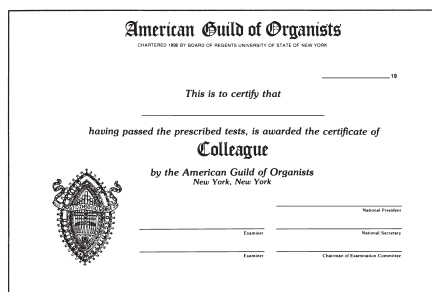 American Guild of Organists
CHARTERED 1896 BY BOARD OF REGENTS UNIVERSITY OF STATE OF NEW YORK
19
This is to certify that
having passed the prescribed tests, is awarded the certificate of
Colleague
by the American Guild of Organists
New York, New York
National President
Examiner
National Secretary
Examiner
Chairman of Examination Committee